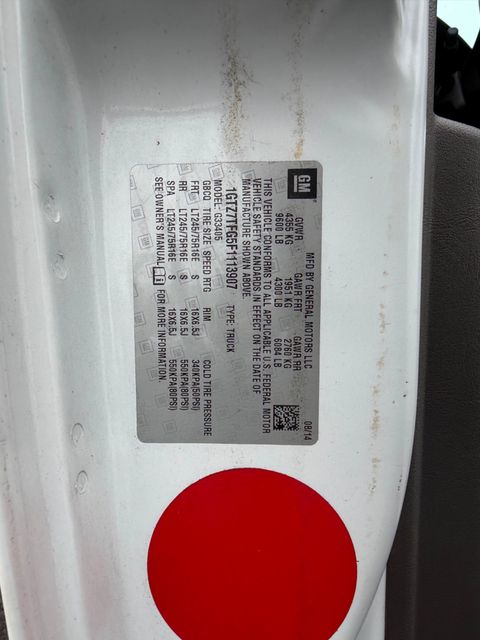 GM
MFD BY GENERAL MOTORS LLC
08/14
GVWR GAWR FRT GAWR RR
4355 KG 1951 KG 2760 KG
9600 LB 4300 LB 6084 LB
THIS VEHICLE CONFORMS TO ALL APPLICABLE U.S. FEDERAL MOTOR
VEHICLE SAFETY STANDARDS IN EFFECT ON THE DATE OF
MANUFACTURE SHOWN ABOVE.
1GTZ7TFG5F1113907 TYPE: TRUCK
MODEL: G33405
GBCQ TIRE SIZE SPEED RTG RIM COLD TIRE PRESSURE
FRT LT245/75R16E S 16X6.5J 340KPA(50PSI)
RR LT245/75R16E S 16X6.5J 550KPA(80PSI)
SPA LT245/75R16E S 16X6.5J 550KPA(80PSI)
SEE OWNER'S MANUAL FOR MORE INFORMATION.